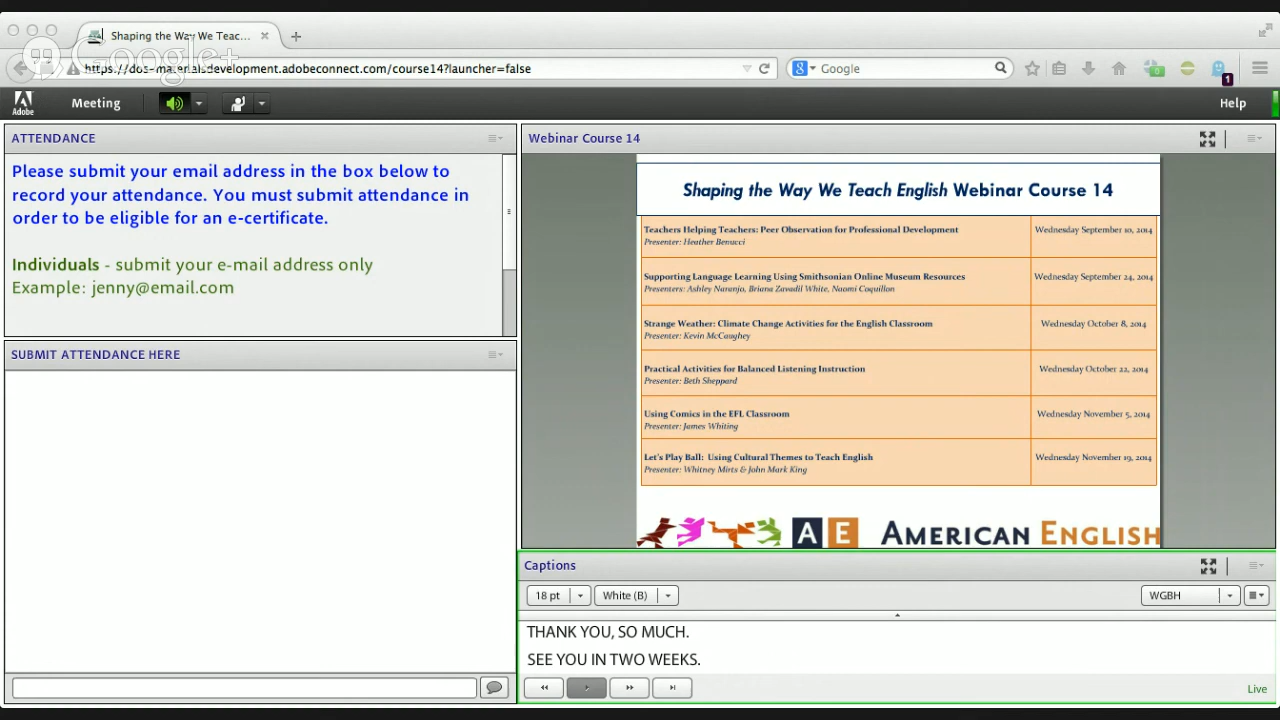 Shaping the Way We Teac...
Google+
https://dos-materialsdevelopment.adobeconnect.com/course14?launcher=false
Google
6
1
Adobe
Meeting
Help
ATTENDANCE
Please submit your email address in the box below to
record your attendance. You must submit attendance in
order to be eligible for an e-certificate.
Individuals - submit your e-mail address only
Example: jenny@email.com
SUBMIT ATTENDANCE HERE
Webinar Course 14
Shaping the Way We Teach English Webinar Course 14
Teachers Helping Teachers: Peer Observation for Professional Development
Presenter: Heather Benucci
Wednesday September 10, 2014
Supporting Language Learning Using Smithsonian Online Museum Resources
Presenters: Ashley Naranjo, Briana Zavadil White, Naomi Coquillon
Wednesday September 24, 2014
Strange Weather: Climate Change Activities for the English Classroom
Presenter: Kevin McCaughey
Wednesday October 8, 2014
Practical Activities for Balanced Listening Instruction
Presenter: Beth Sheppard
Wednesday October 22, 2014
Using Comics in the EFL Classroom
Presenter: James Whiting
Wednesday November 5, 2014
Let's Play Ball: Using Cultural Themes to Teach English
Presenter: Whitney Mirts & John Mark King
Wednesday November 19, 2014
AE AMERICAN ENGLISH
Captions
18 pt
White (B)
WGBH
THANK YOU, SO MUCH.
SEE YOU IN TWO WEEKS.
Live